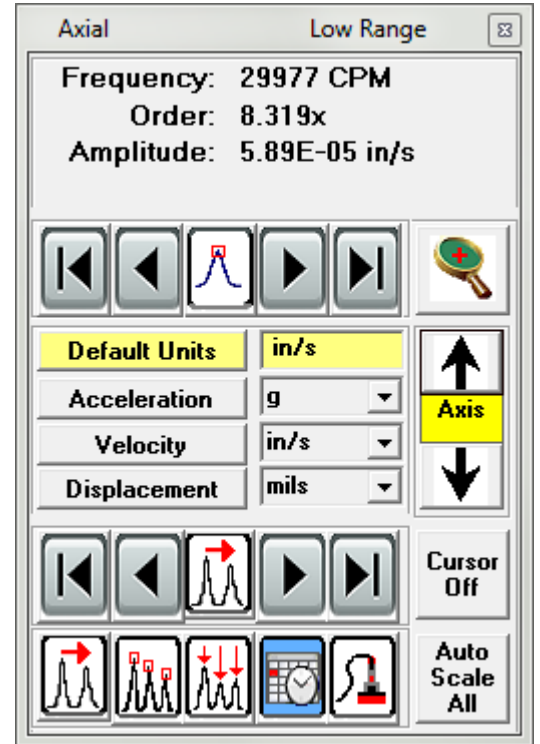 Axial Low Range
Frequency: 29977 CPM
Order: 8.319x
Amplitude: 5.89E-05 in/s
Default Units in/s
Acceleration g
Velocity in/s
Displacement mils
Axis
Cursor
Off
Auto
Scale
All